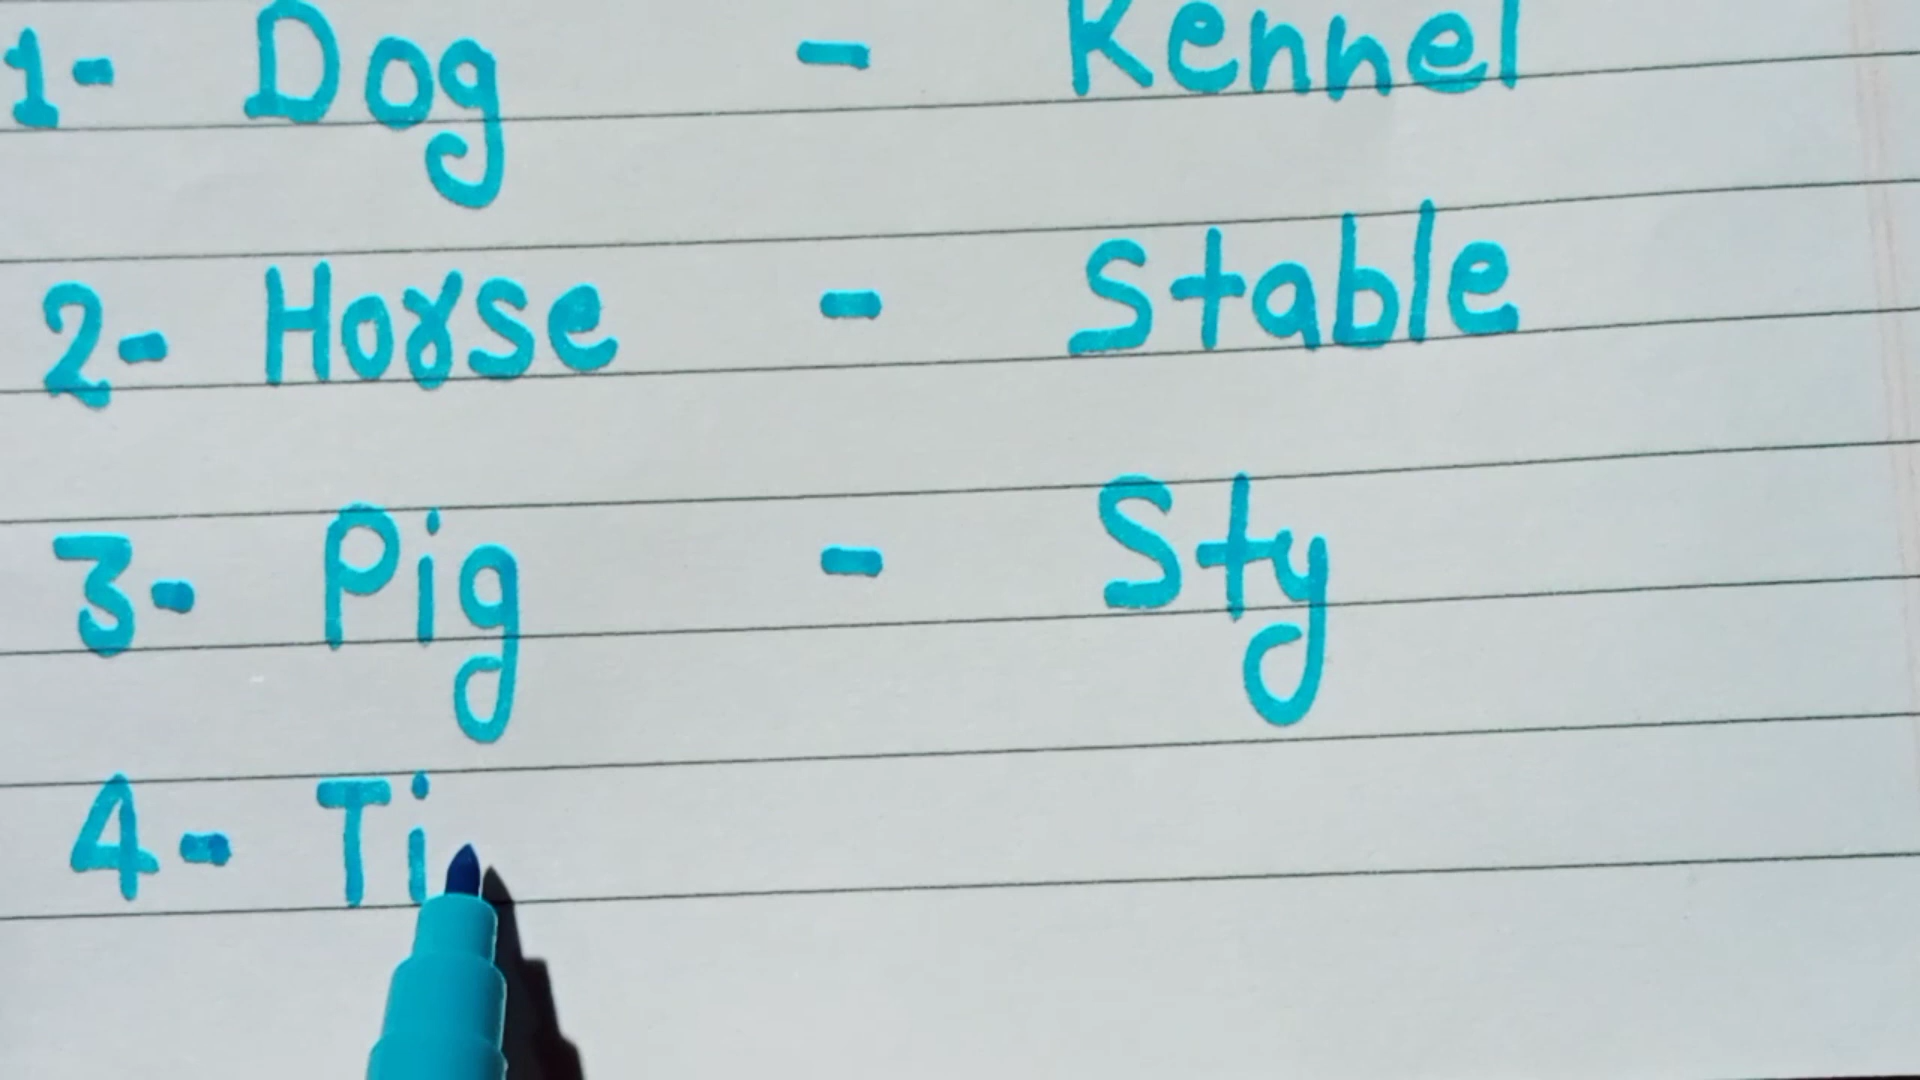 1- Dog - Kennel
2- Horse - Stable
3- Pig - Sty
4- Ti